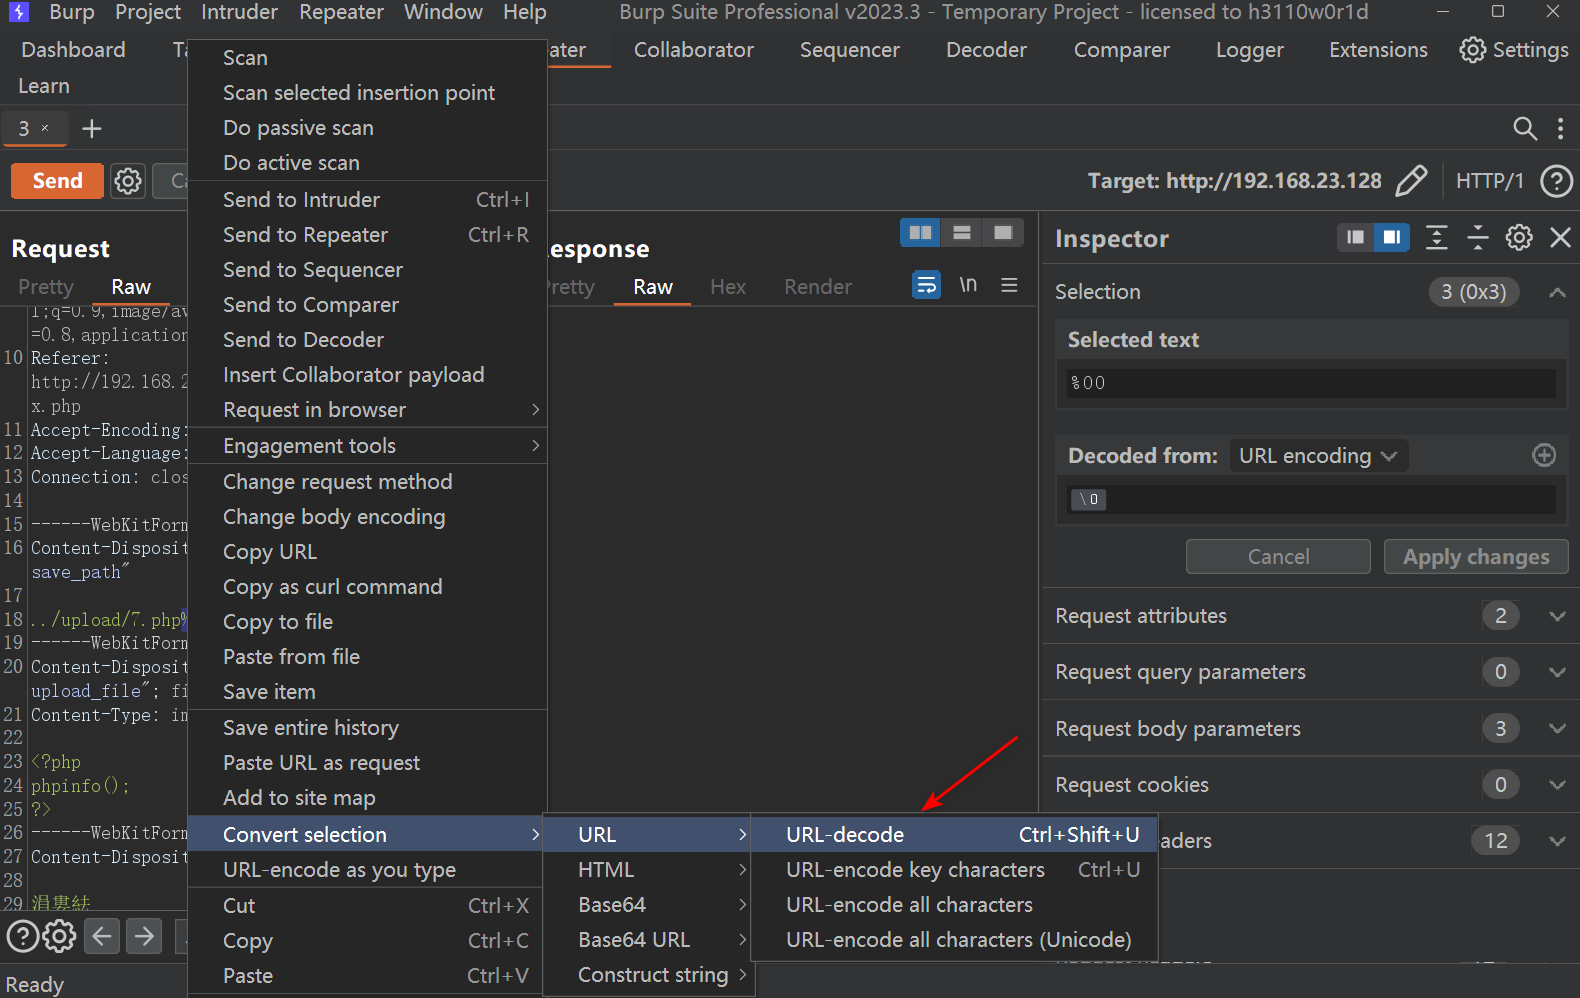 Burp Project Intruder Repeater Window Help Burp Suite Professional v2023.3 - Temporary Project - licensed to h3110w0r1d
Dashboard Ta ater Collaborator Sequencer Decoder Comparer Logger Extensions Settings
Learn
3 × +
Send Ca Target: http://192.168.23.128 HTTP/1 ?
Request
Pretty Raw
1;q=0.9,image/av
=0.8,application
10 Referer:
http://192.168.2
x.php
11 Accept-Encoding:
12 Accept-Language:
13 Connection: clos
14
15 ------WebKitForm
16 Content-Disposit
save_path"
17
18 ../upload/7.php%
19 ------WebKitForm
20 Content-Disposit
upload_file"; fi
21 Content-Type: im
22
23 <?php
24 phpinfo();
25 ?>
26 ------WebKitForm
27 Content-Disposit
28
29
Ready
Scan
Scan selected insertion point
Do passive scan
Do active scan
Send to Intruder Ctrl+I
Send to Repeater Ctrl+R
Send to Sequencer
Send to Comparer
Send to Decoder
Insert Collaborator payload
Request in browser >
Engagement tools >
Change request method
Change body encoding
Copy URL
Copy as curl command
Copy to file
Paste from file
Save item
Save entire history
Paste URL as request
Add to site map
Convert selection >
URL-encode as you type
Cut Ctrl+X
Copy Ctrl+C
Paste Ctrl+V
URL >
HTML >
Base64 >
Base64 URL >
Construct string >
URL-decode Ctrl+Shift+U
URL-encode key characters Ctrl+U
URL-encode all characters
URL-encode all characters (Unicode)
esponse
retty Raw Hex Render \n
Inspector
Selection 3 (0x3)
Selected text
%00
Decoded from: URL encoding
\0
Cancel Apply changes
Request attributes 2
Request query parameters 0
Request body parameters 3
Request cookies 0
aders 12